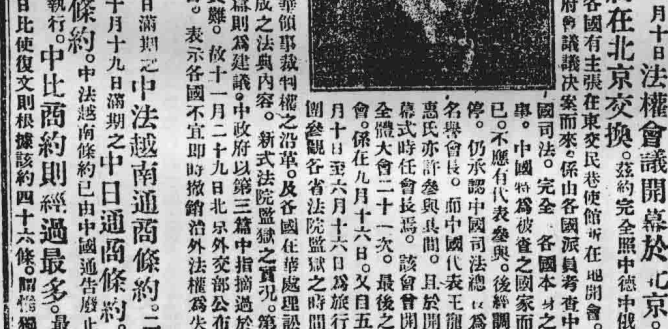 月十日法權會議開幕於北京
府會議議決案而來。係由各國派員考查中
各國有主張在東交民巷使館所在地開會
在北京交換。茲約完全照中德中俄
國司法。完全各國本身之
事。中國特為被查之國家而
已。不應有代表參與。後經調
停。仍承認中國司法總長為
名譽會長。而中國代表王寵
惠氏亦許參與其間。且於開
幕式時任會長焉。該會會開
全體大會二十一次。最後之
會。係在九月十六日。又自五
月十日至六月十六日為旅行
團參觀各省法院監獄之時間
華領事裁判權之沿革。及各國在華處理訟
成之法典內容。新式法院監獄之實況。第
篇則為建議。中政府以第三篇中指摘過於
難。故十一月二十九日北京外交部公布
表示各國不宜即時撤銷治外法權為失
日滿期之中法越南通商條約。二
十月十九日滿期之中日通商條約。
條約。中法越南條約已由中國通告廢止
執行。中比商約則經過最多。最
日比使復文則根據該約四十六條。